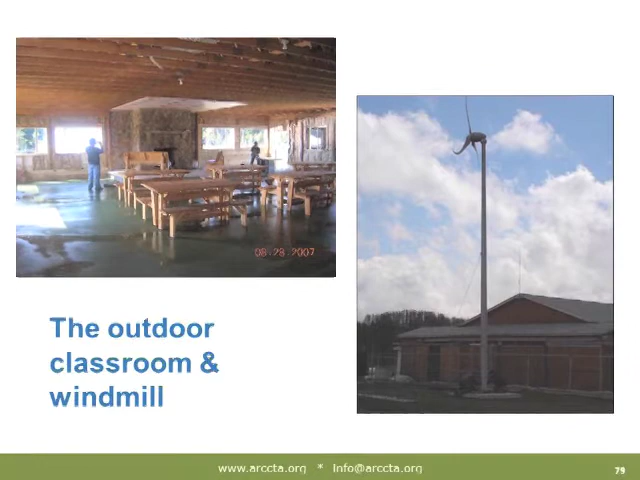 08·28·2007
The outdoor
classroom &
windmill
www.arccta.org * Info@arccta.org
79